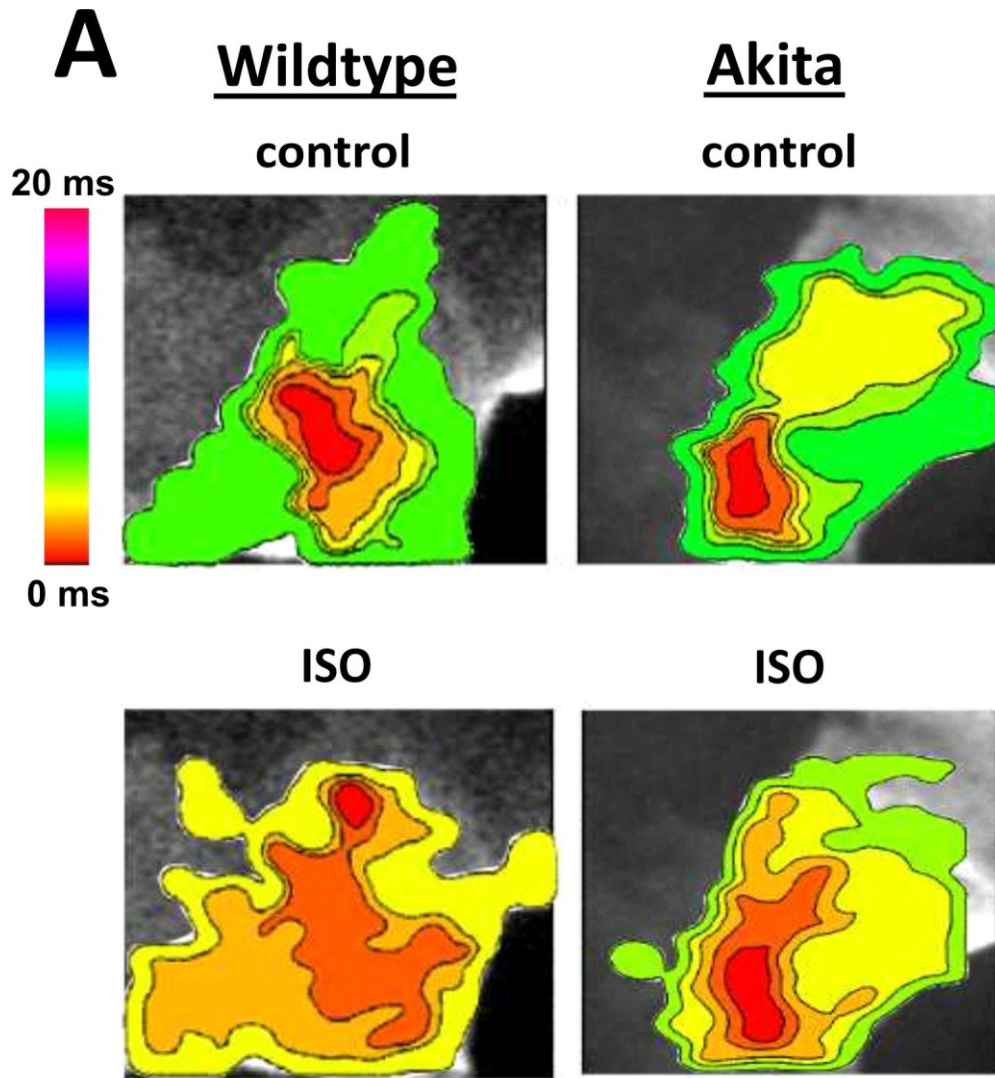 A
Wildtype
Akita
control
control
20 ms
0 ms
ISO
ISO